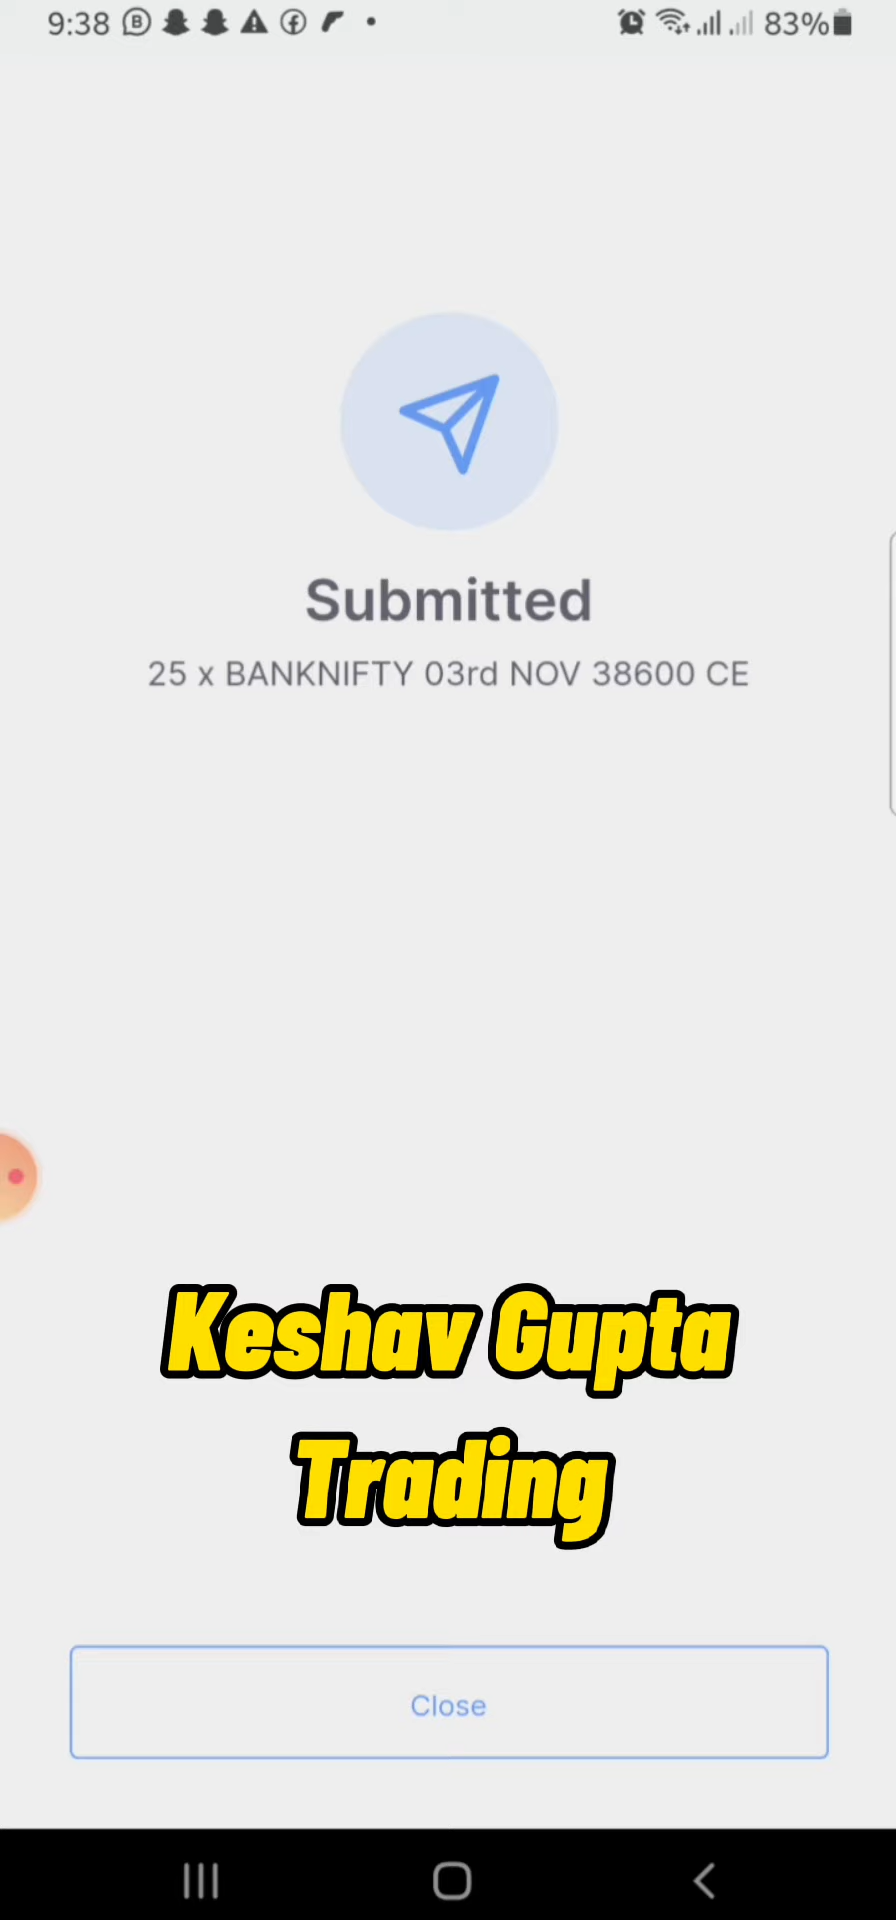 9:38 83%
Submitted
25 x BANKNIFTY 03rd NOV 38600 CE
Keshav Gupta
Trading
Close